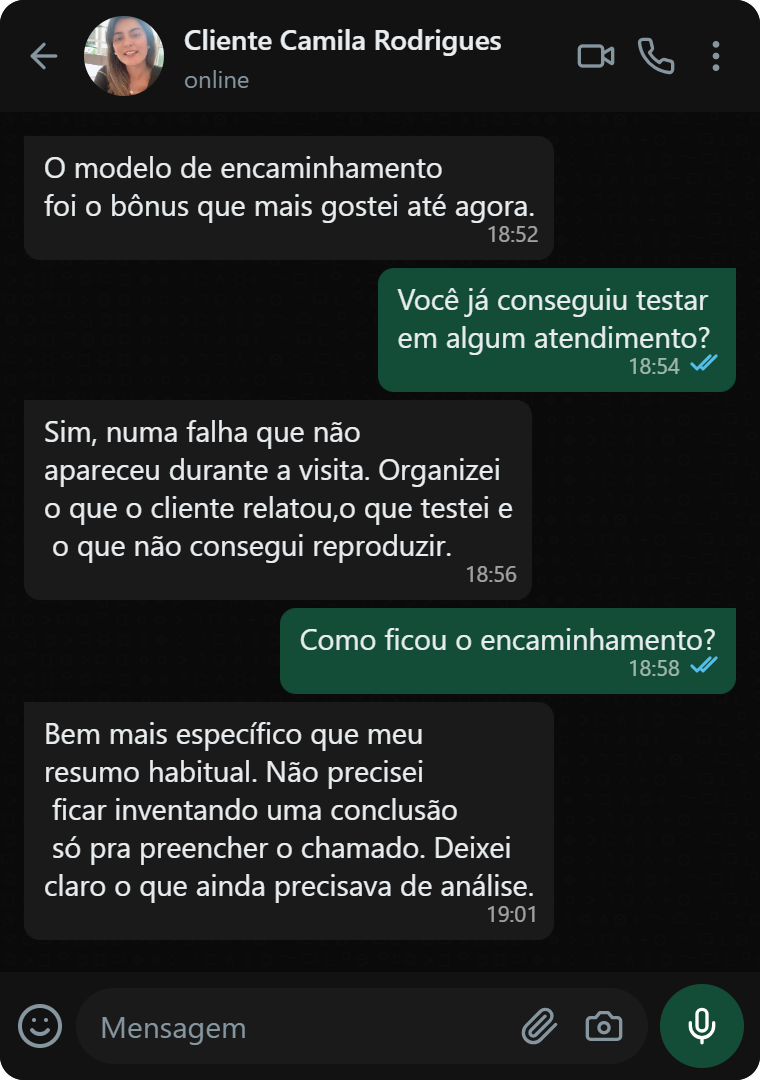 Cliente Camila Rodrigues
online
O modelo de encaminhamento
foi o bônus que mais gostei até agora.
18:52
Você já conseguiu testar
em algum atendimento?
18:54
Sim, numa falha que não
apareceu durante a visita. Organizei
o que o cliente relatou,o que testei e
o que não consegui reproduzir.
18:56
Como ficou o encaminhamento?
18:58
Bem mais específico que meu
resumo habitual. Não precisei
ficar inventando uma conclusão
só pra preencher o chamado. Deixei
claro o que ainda precisava de análise.
19:01
Mensagem